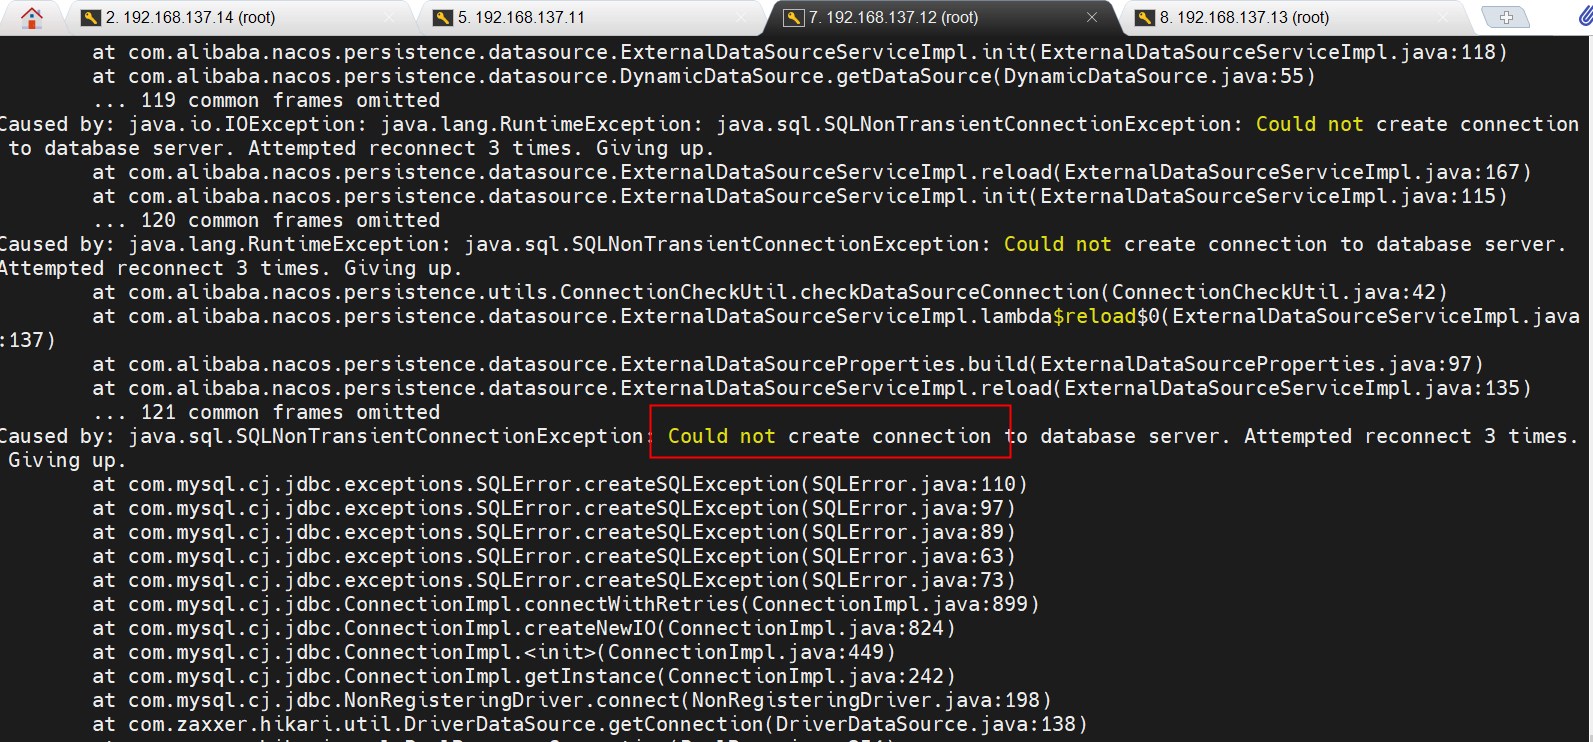 2. 192.168.137.14 (root)
5. 192.168.137.11
7. 192.168.137.12 (root)
8. 192.168.137.13 (root)
at com.alibaba.nacos.persistence.datasource.ExternalDataSourceServiceImpl.init(ExternalDataSourceServiceImpl.java:118)
at com.alibaba.nacos.persistence.datasource.DynamicDataSource.getDataSource(DynamicDataSource.java:55)
... 119 common frames omitted
Caused by: java.io.IOException: java.lang.RuntimeException: java.sql.SQLNonTransientConnectionException: Could not create connection
to database server. Attempted reconnect 3 times. Giving up.
at com.alibaba.nacos.persistence.datasource.ExternalDataSourceServiceImpl.reload(ExternalDataSourceServiceImpl.java:167)
at com.alibaba.nacos.persistence.datasource.ExternalDataSourceServiceImpl.init(ExternalDataSourceServiceImpl.java:115)
... 120 common frames omitted
Caused by: java.lang.RuntimeException: java.sql.SQLNonTransientConnectionException: Could not create connection to database server.
Attempted reconnect 3 times. Giving up.
at com.alibaba.nacos.persistence.utils.ConnectionCheckUtil.checkDataSourceConnection(ConnectionCheckUtil.java:42)
at com.alibaba.nacos.persistence.datasource.ExternalDataSourceServiceImpl.lambda$reload$0(ExternalDataSourceServiceImpl.java
:137)
at com.alibaba.nacos.persistence.datasource.ExternalDataSourceProperties.build(ExternalDataSourceProperties.java:97)
at com.alibaba.nacos.persistence.datasource.ExternalDataSourceServiceImpl.reload(ExternalDataSourceServiceImpl.java:135)
... 121 common frames omitted
Caused by: java.sql.SQLNonTransientConnectionException: Could not create connection to database server. Attempted reconnect 3 times.
Giving up.
at com.mysql.cj.jdbc.exceptions.SQLError.createSQLException(SQLError.java:110)
at com.mysql.cj.jdbc.exceptions.SQLError.createSQLException(SQLError.java:97)
at com.mysql.cj.jdbc.exceptions.SQLError.createSQLException(SQLError.java:89)
at com.mysql.cj.jdbc.exceptions.SQLError.createSQLException(SQLError.java:63)
at com.mysql.cj.jdbc.exceptions.SQLError.createSQLException(SQLError.java:73)
at com.mysql.cj.jdbc.ConnectionImpl.connectWithRetries(ConnectionImpl.java:899)
at com.mysql.cj.jdbc.ConnectionImpl.createNewIO(ConnectionImpl.java:824)
at com.mysql.cj.jdbc.ConnectionImpl.<init>(ConnectionImpl.java:449)
at com.mysql.cj.jdbc.ConnectionImpl.getInstance(ConnectionImpl.java:242)
at com.mysql.cj.jdbc.NonRegisteringDriver.connect(NonRegisteringDriver.java:198)
at com.zaxxer.hikari.util.DriverDataSource.getConnection(DriverDataSource.java:138)